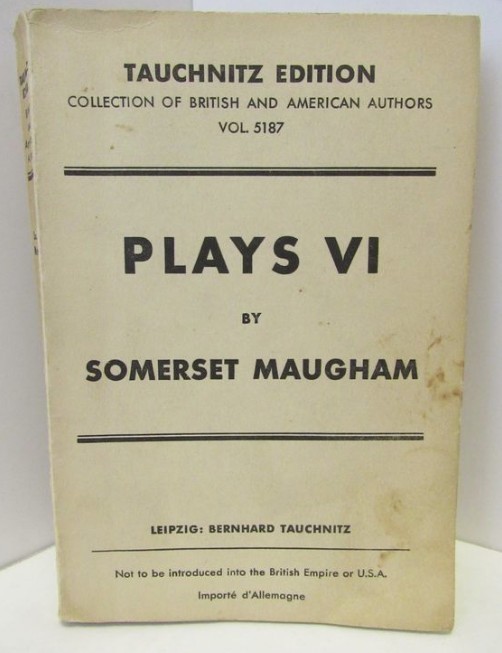 TAUCHNITZ EDITION
COLLECTION OF BRITISH AND AMERICAN AUTHORS
VOL. 5187
PLAYS VI
BY
SOMERSET MAUGHAM
LEIPZIG: BERNHARD TAUCHNITZ
Not to be introduced into the British Empire or U.S.A.
Importé d'Allemagne